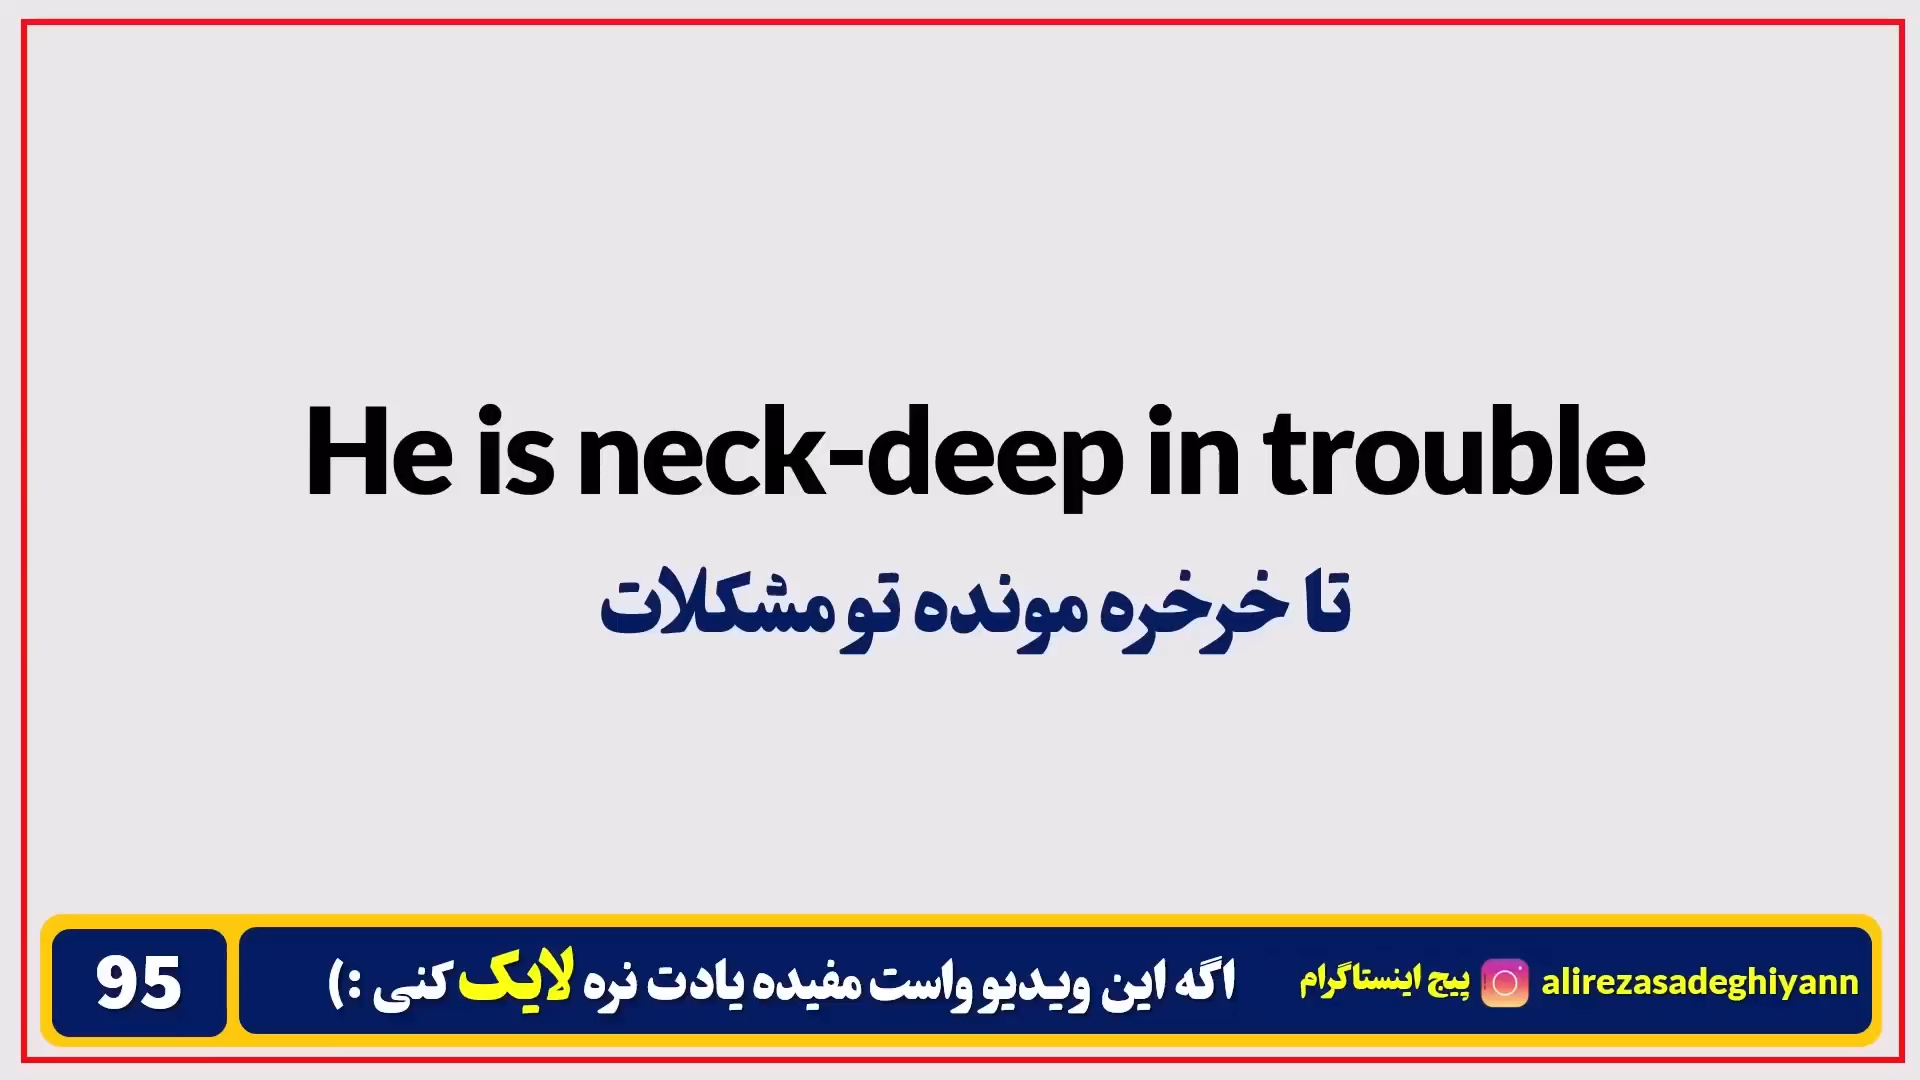 He is neck-deep in trouble
تا خرخره مونده تو مشکلات
95
اگه این ویدیو واست مفیده یادت نره لایک کنی :)
پیج اینستاگرام alirezasadeghiyann